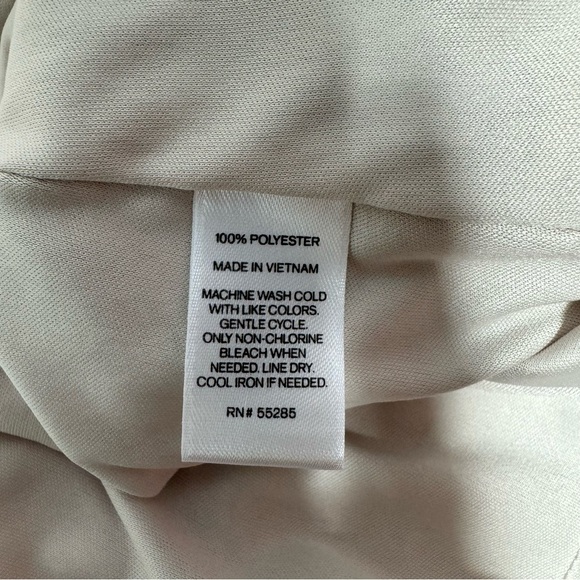 100% POLYESTER
MADE IN VIETNAM
MACHINE WASH COLD
WITH LIKE COLORS.
GENTLE CYCLE.
ONLY NON-CHLORINE
BLEACH WHEN
NEEDED. LINE DRY.
COOL IRON IF NEEDED.
RN# 55285